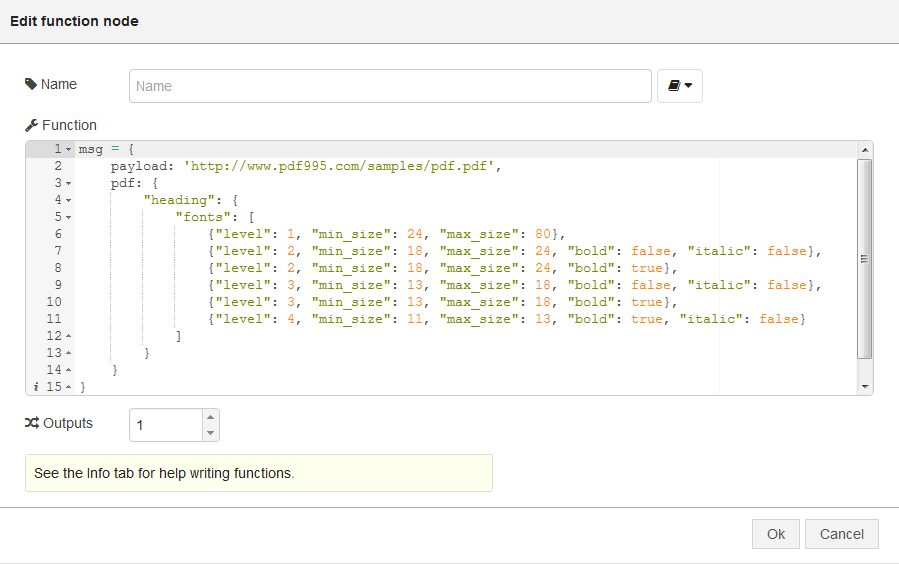 Edit function node
Name
Name
Function
1 msg = {
2 payload: 'http://www.pdf995.com/samples/pdf.pdf',
3 pdf: {
4 "heading": {
5 "fonts": [
6 {"level": 1, "min_size": 24, "max_size": 80},
7 {"level": 2, "min_size": 18, "max_size": 24, "bold": false, "italic": false},
8 {"level": 2, "min_size": 18, "max_size": 24, "bold": true},
9 {"level": 3, "min_size": 13, "max_size": 18, "bold": false, "italic": false},
10 {"level": 3, "min_size": 13, "max_size": 18, "bold": true},
11 {"level": 4, "min_size": 11, "max_size": 13, "bold": true, "italic": false}
12 ]
13 }
14 }
i 15 }
Outputs
1
See the Info tab for help writing functions.
Ok Cancel